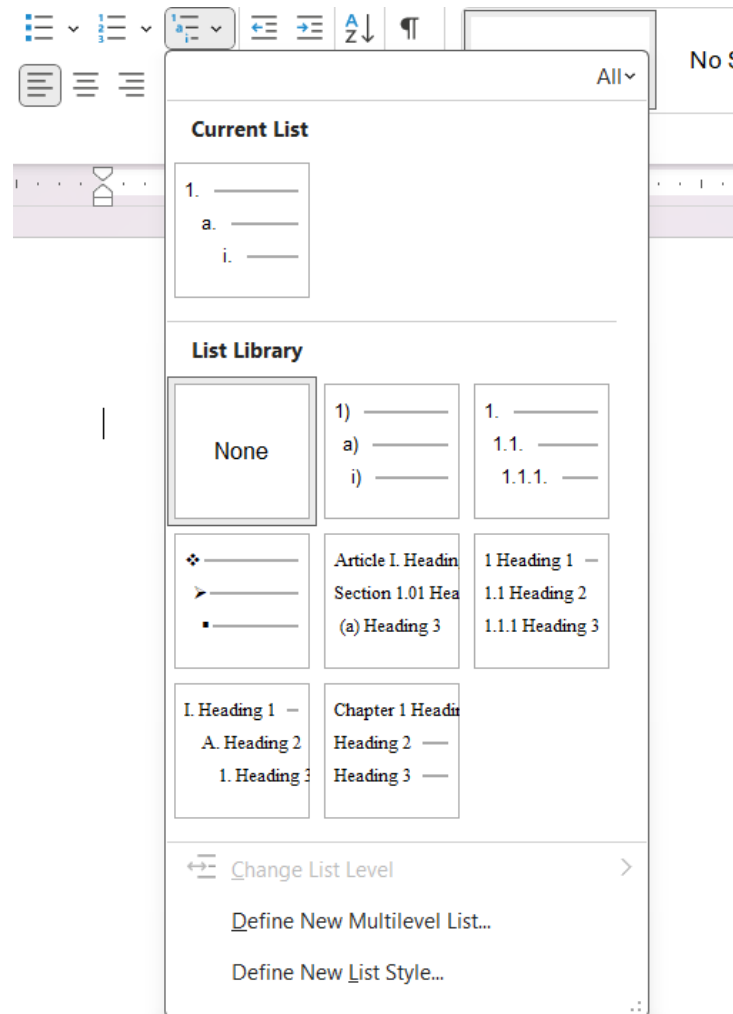 No S
All
Current List
1.
a.
i.
List Library
None
1)
a)
i)
1.
1.1.
1.1.1.
Article I. Headin
Section 1.01 Hea
(a) Heading 3
1 Heading 1
1.1 Heading 2
1.1.1 Heading 3
I. Heading 1
A. Heading 2
1. Heading 3
Chapter 1 Headin
Heading 2
Heading 3
Change List Level
Define New Multilevel List...
Define New List Style...